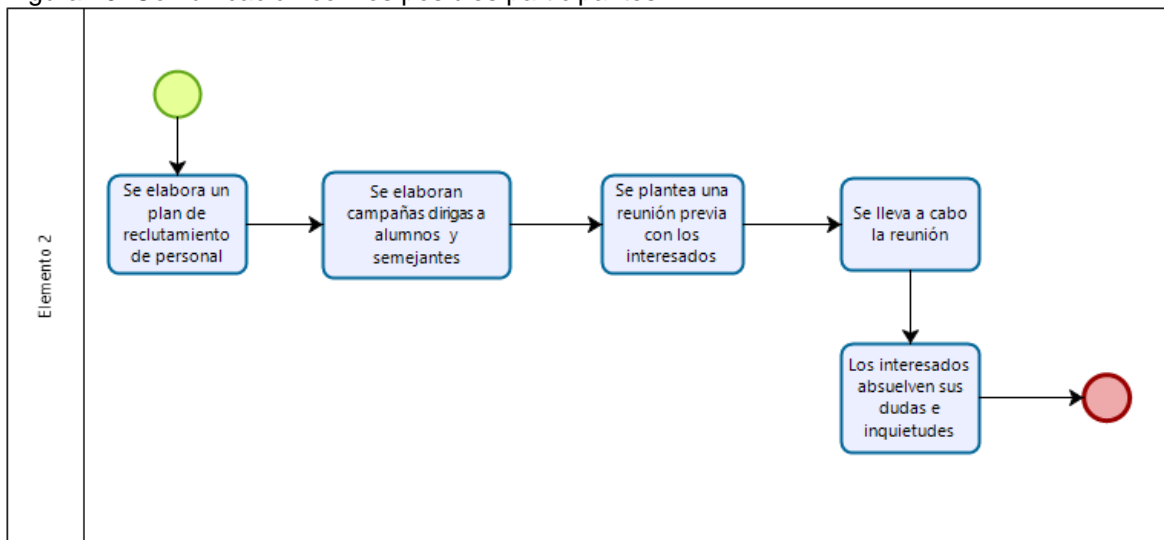 Elemento 2
Se elabora un
plan de
reclutamiento
de personal
Se elaboran
campañas dirigas a
alumnos y
semejantes
Se plantea una
reunión previa
con los
interesados
Se lleva a cabo
la reunión
Los interesados
absuelven sus
dudas e
inquietudes